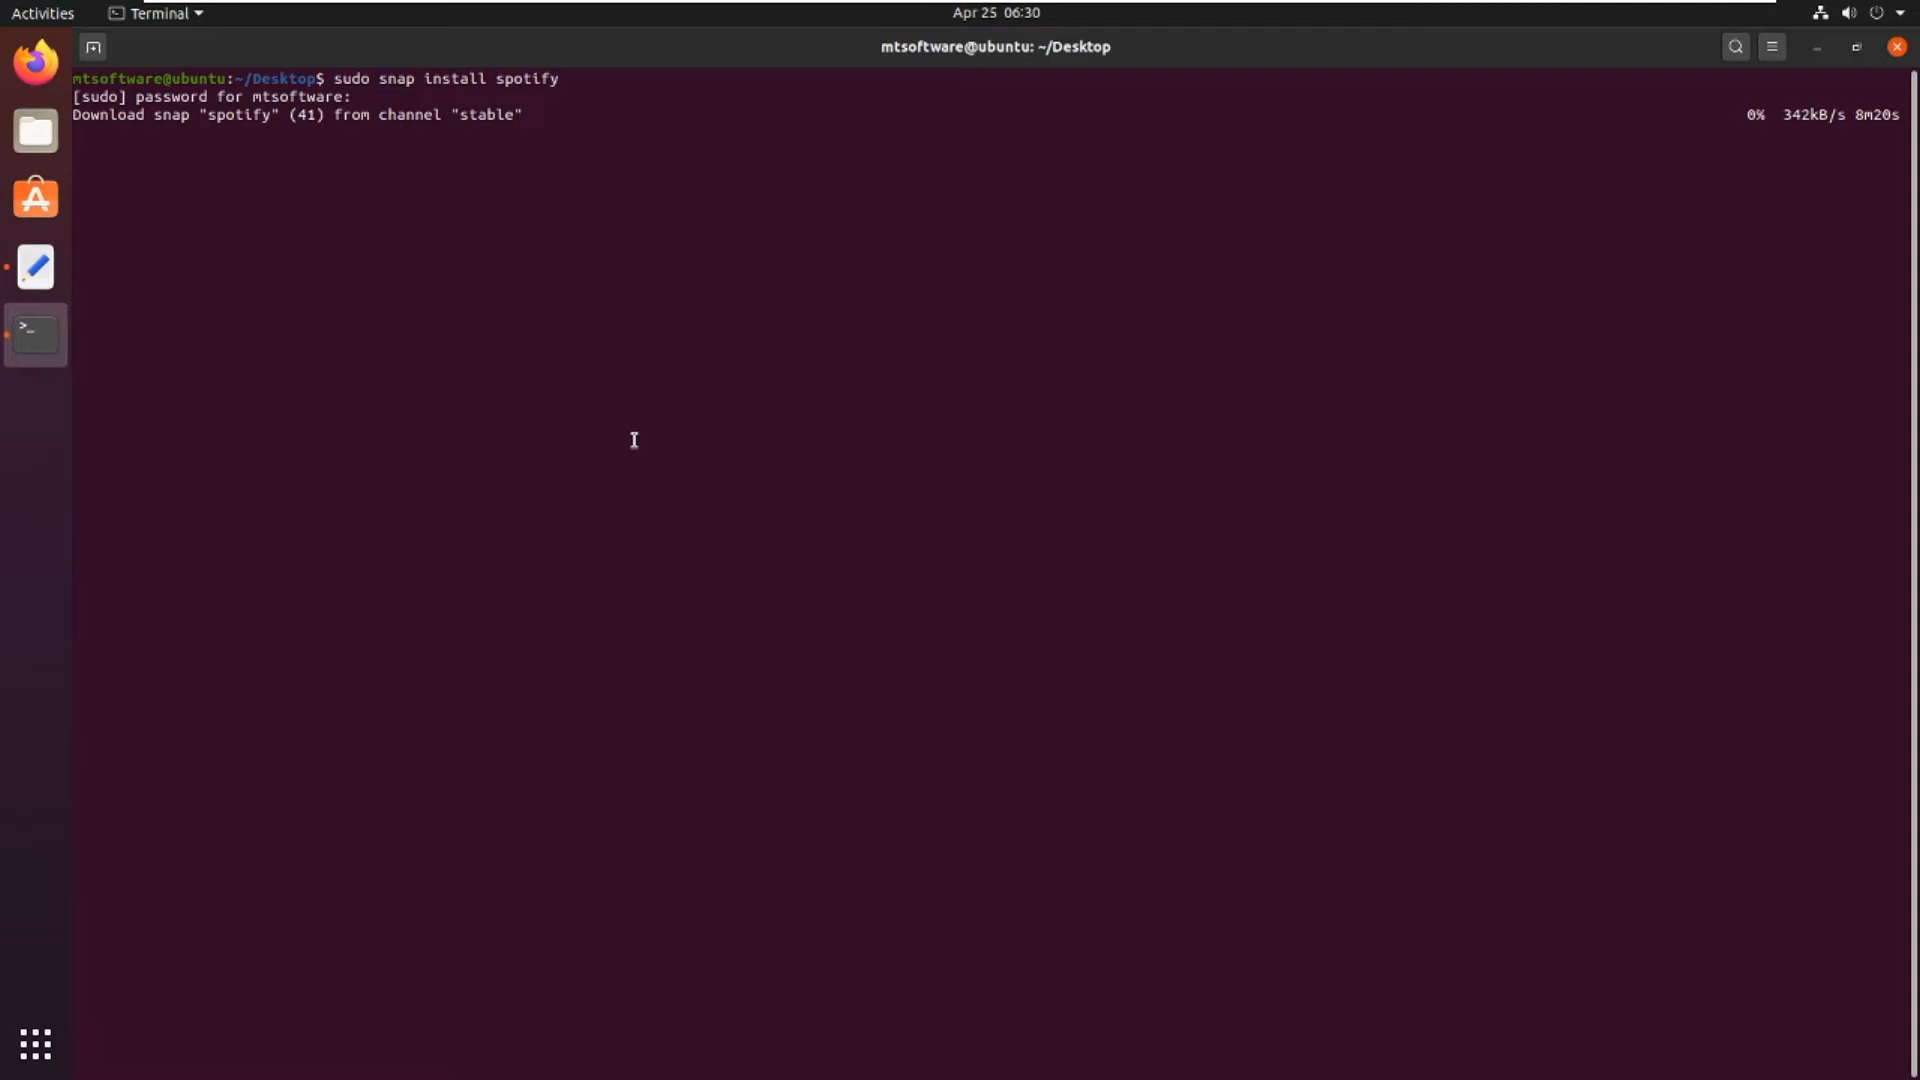 Activities Terminal Apr 25 06:30
mtsoftware@ubuntu: ~/Desktop
mtsoftware@ubuntu:~/Desktop$ sudo snap install spotify
[sudo] password for mtsoftware:
Download snap "spotify" (41) from channel "stable" 0% 342kB/s 8m20s